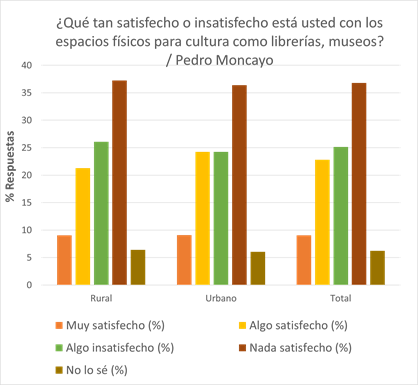 ¿Qué tan satisfecho o insatisfecho está usted con los
espacios físicos para cultura como librerías, museos?
/ Pedro Moncayo
40
35
30
25
20
15
10
5
0
% Respuestas
Rural
Urbano
Total
Muy satisfecho (%)
Algo satisfecho (%)
Algo insatisfecho (%)
Nada satisfecho (%)
No lo sé (%)